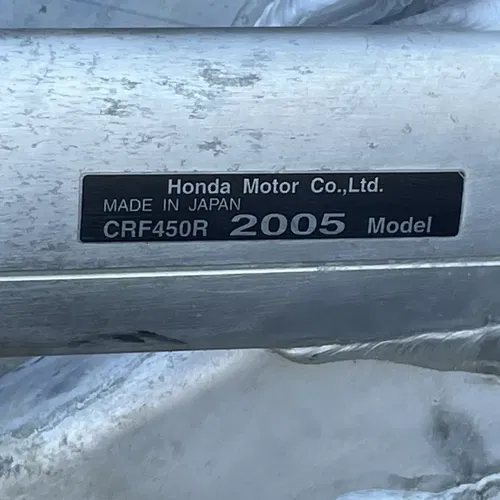 Honda Motor Co.,Ltd.
MADE IN JAPAN
CRF450R 2005 Model